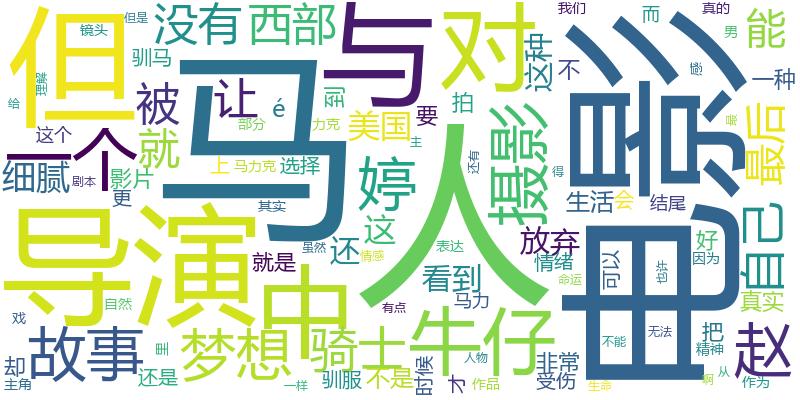 但
镜头
但是
没有
西部
与
对
这种
我们
而
真的
能
男
理解
驯马
马
电影
给
被
让
é
到
拍
不
感
一种
这个
一个
就
部分
力克
美国
要
摄影
最
最后
细腻
剧本
影片
上
马力克
选择
婷
主
还有
得
人
更
生活
会
结尾
自己
导演
其实
这
放弃
好
还
虽然
表达
就是
情感
看到
情绪
因为
可以
也许
中
命运
自然
马力
真实
有点
戏
故事
里
梦想
骑士
牛仔
不能
无法
把
赵
精神
却
人物
非常
从
主角
还是
一样
驯服
不是
时候
才
作品
受伤
生命
啊
作为